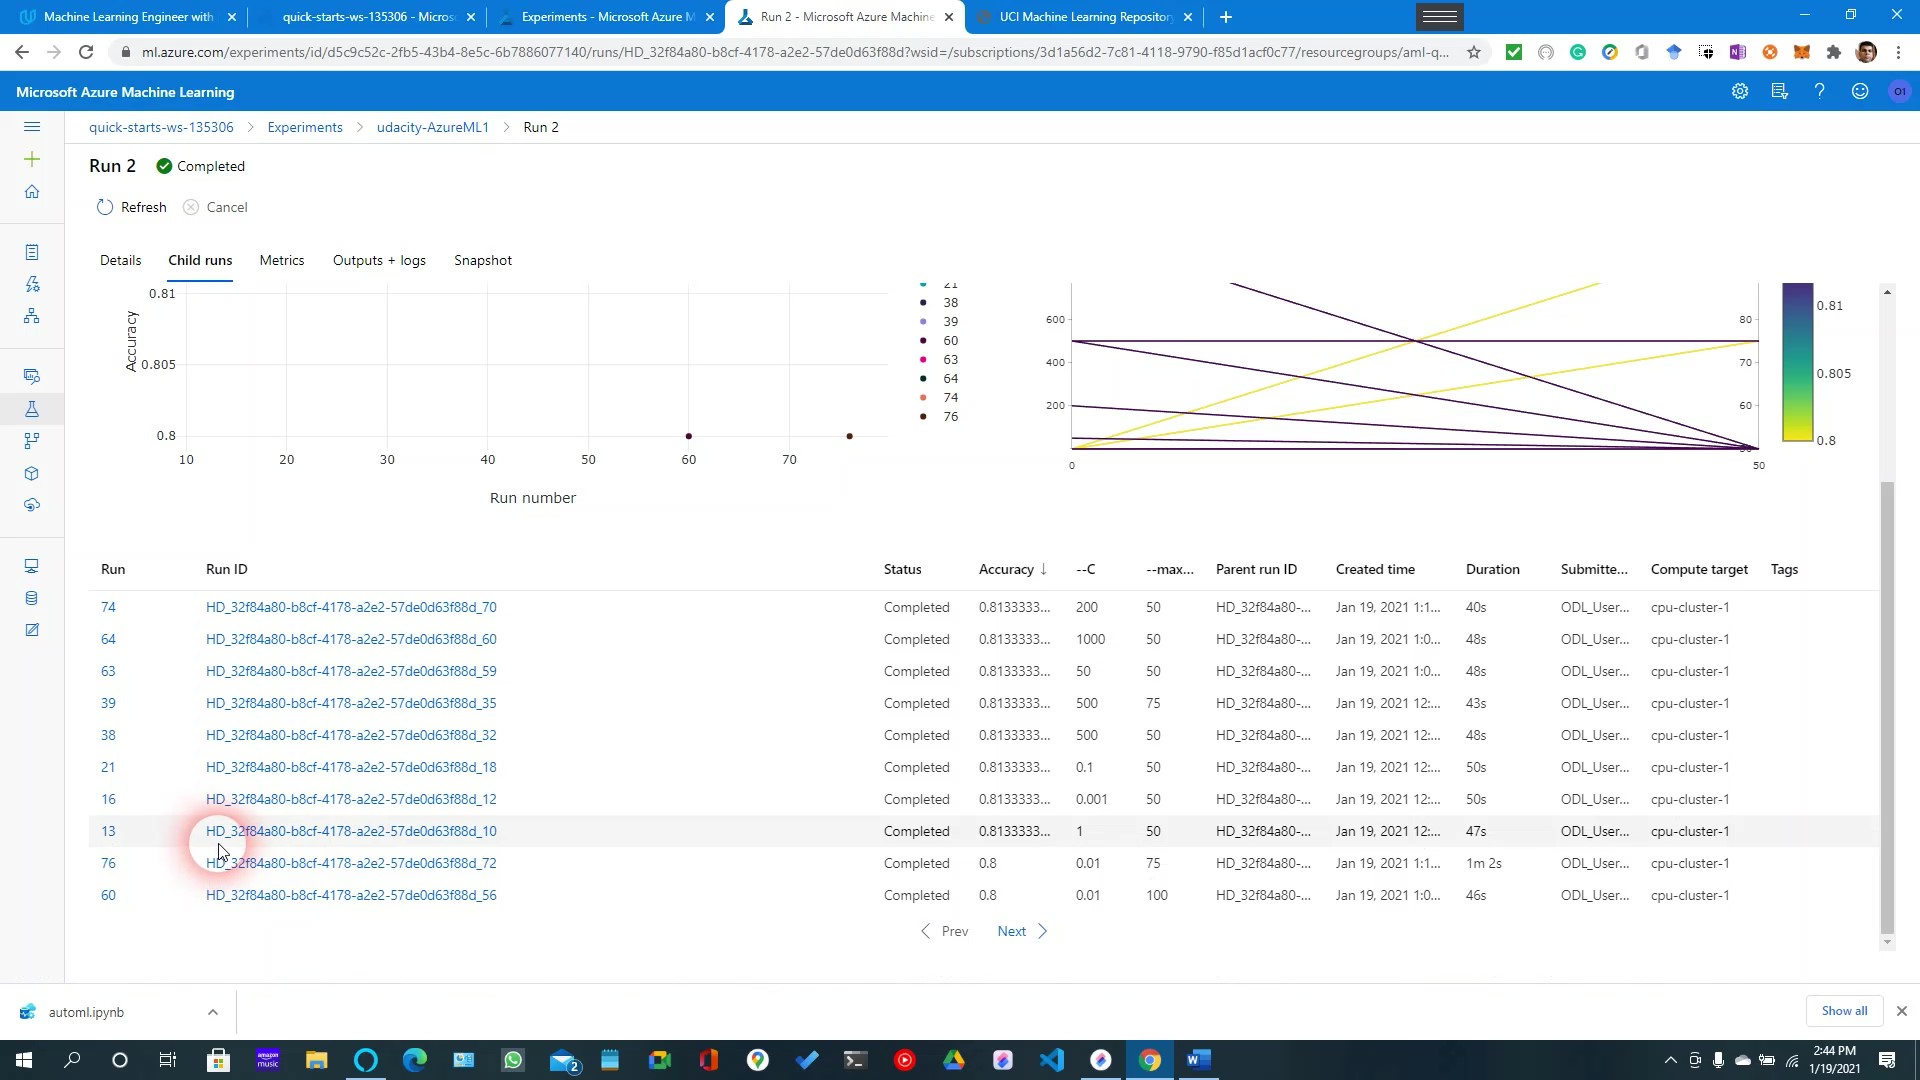 Machine Learning Engineer with
quick-starts-ws-135306 - Micros
Experiments - Microsoft Azure M
Run 2 - Microsoft Azure Machine
UCI Machine Learning Repository
ml.azure.com/experiments/id/d5c9c52c-2fb5-43b4-8e5c-6b7886077140/runs/HD_32f84a80-b8cf-4178-a2e2-57de0d63f88d?wsid=/subscriptions/3d1a56d2-7c81-4118-9790-f85d1acf0c77/resourcegroups/aml-q...
Microsoft Azure Machine Learning
O1
quick-starts-ws-135306 > Experiments > udacity-AzureML1 > Run 2
Run 2 Completed
Refresh Cancel
Details Child runs Metrics Outputs + logs Snapshot
0.81
0.805
0.8
Accuracy
10 20 30 40 50 60 70
Run number
21
38
39
60
63
64
74
76
600
400
200
0
80
70
60
50
50
0.81
0.805
0.8
Run Run ID Status Accuracy ↓ --C --max... Parent run ID Created time Duration Submitte... Compute target Tags
74 HD_32f84a80-b8cf-4178-a2e2-57de0d63f88d_70 Completed 0.8133333... 200 50 HD_32f84a80-... Jan 19, 2021 1:1... 40s ODL_User... cpu-cluster-1
64 HD_32f84a80-b8cf-4178-a2e2-57de0d63f88d_60 Completed 0.8133333... 1000 50 HD_32f84a80-... Jan 19, 2021 1:0... 48s ODL_User... cpu-cluster-1
63 HD_32f84a80-b8cf-4178-a2e2-57de0d63f88d_59 Completed 0.8133333... 50 50 HD_32f84a80-... Jan 19, 2021 1:0... 48s ODL_User... cpu-cluster-1
39 HD_32f84a80-b8cf-4178-a2e2-57de0d63f88d_35 Completed 0.8133333... 500 75 HD_32f84a80-... Jan 19, 2021 12:... 43s ODL_User... cpu-cluster-1
38 HD_32f84a80-b8cf-4178-a2e2-57de0d63f88d_32 Completed 0.8133333... 500 50 HD_32f84a80-... Jan 19, 2021 12:... 48s ODL_User... cpu-cluster-1
21 HD_32f84a80-b8cf-4178-a2e2-57de0d63f88d_18 Completed 0.8133333... 0.1 50 HD_32f84a80-... Jan 19, 2021 12:... 50s ODL_User... cpu-cluster-1
16 HD_32f84a80-b8cf-4178-a2e2-57de0d63f88d_12 Completed 0.8133333... 0.001 50 HD_32f84a80-... Jan 19, 2021 12:... 50s ODL_User... cpu-cluster-1
13 HD_32f84a80-b8cf-4178-a2e2-57de0d63f88d_10 Completed 0.8133333... 1 50 HD_32f84a80-... Jan 19, 2021 12:... 47s ODL_User... cpu-cluster-1
76 HD_32f84a80-b8cf-4178-a2e2-57de0d63f88d_72 Completed 0.8 0.01 75 HD_32f84a80-... Jan 19, 2021 1:1... 1m 2s ODL_User... cpu-cluster-1
60 HD_32f84a80-b8cf-4178-a2e2-57de0d63f88d_56 Completed 0.8 0.01 100 HD_32f84a80-... Jan 19, 2021 1:0... 46s ODL_User... cpu-cluster-1
< Prev Next >
automl.ipynb
Show all
amazon music
2
2:44 PM
1/19/2021